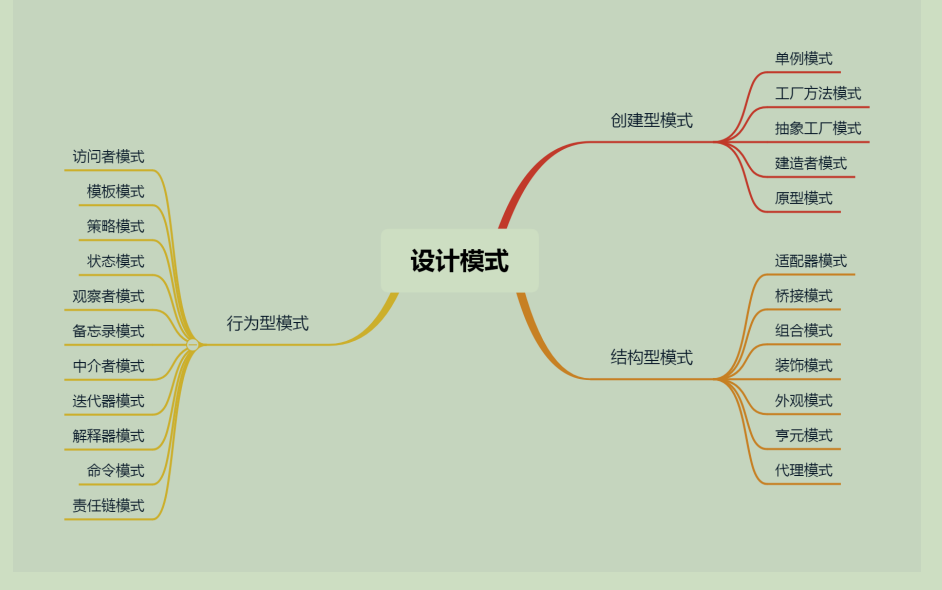 设计模式
创建型模式
单例模式
工厂方法模式
抽象工厂模式
建造者模式
原型模式
结构型模式
适配器模式
桥接模式
组合模式
装饰模式
外观模式
亨元模式
代理模式
行为型模式
访问者模式
模板模式
策略模式
状态模式
观察者模式
备忘录模式
中介者模式
迭代器模式
解释器模式
命令模式
责任链模式